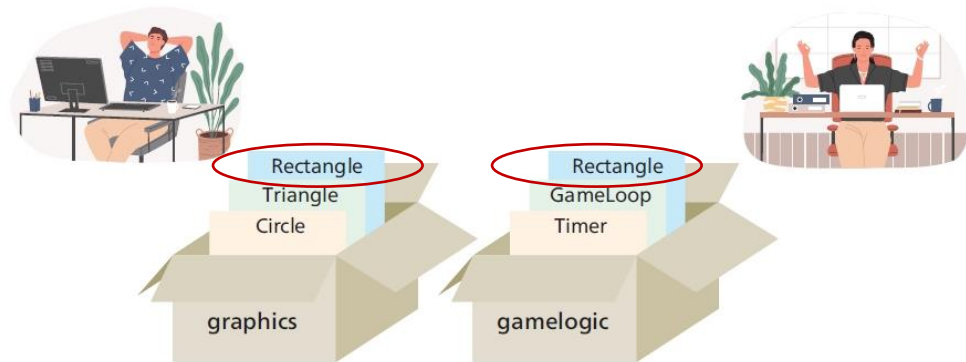 Rectangle
Triangle
Circle
graphics
Rectangle
GameLoop
Timer
gamelogic